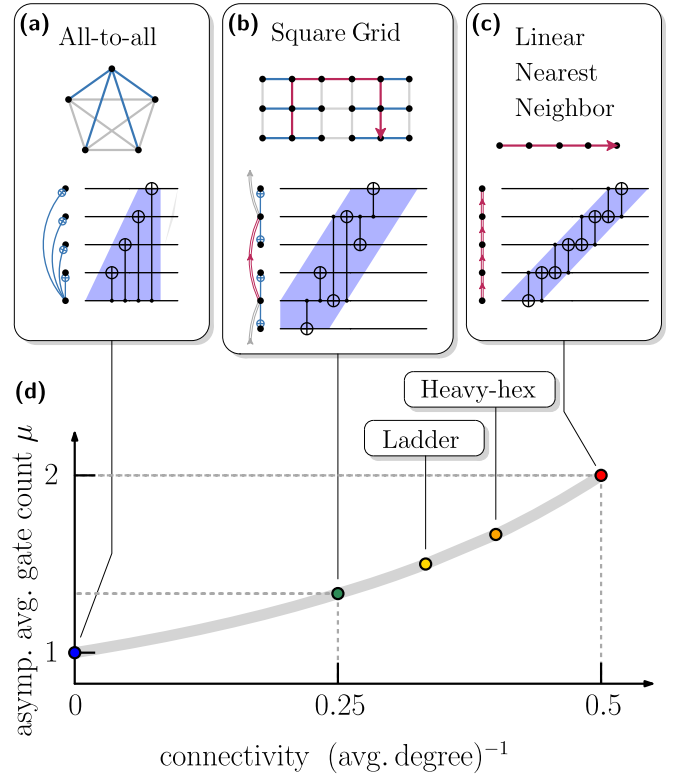 (a)
All-to-all
(b)
Square Grid
(c)
Linear
Nearest
Neighbor
(d)
Heavy-hex
Ladder
asymp. avg. gate count μ
2
1
0
0.25
0.5
connectivity (avg. degree)⁻¹